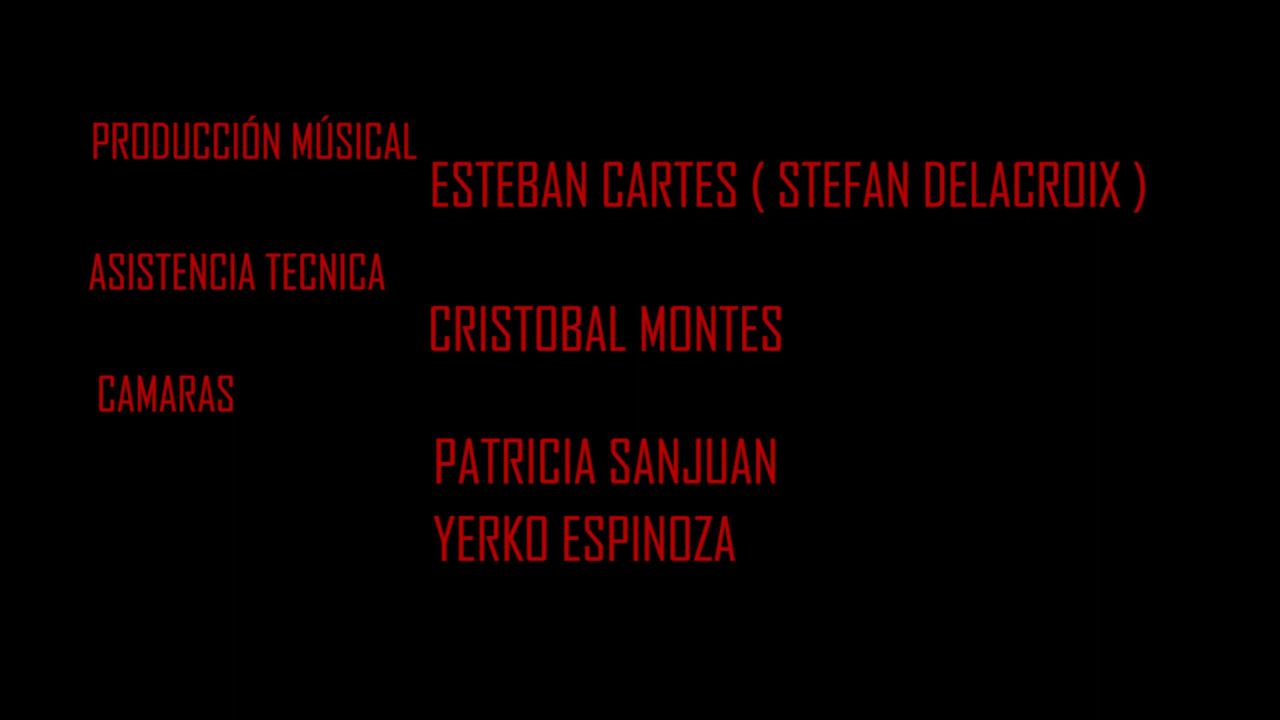 PRODUCCIÓN MÚSICAL
ESTEBAN CARTES ( STEFAN DELACROIX )
ASISTENCIA TECNICA
CRISTOBAL MONTES
CAMARAS
PATRICIA SANJUAN
YERKO ESPINOZA